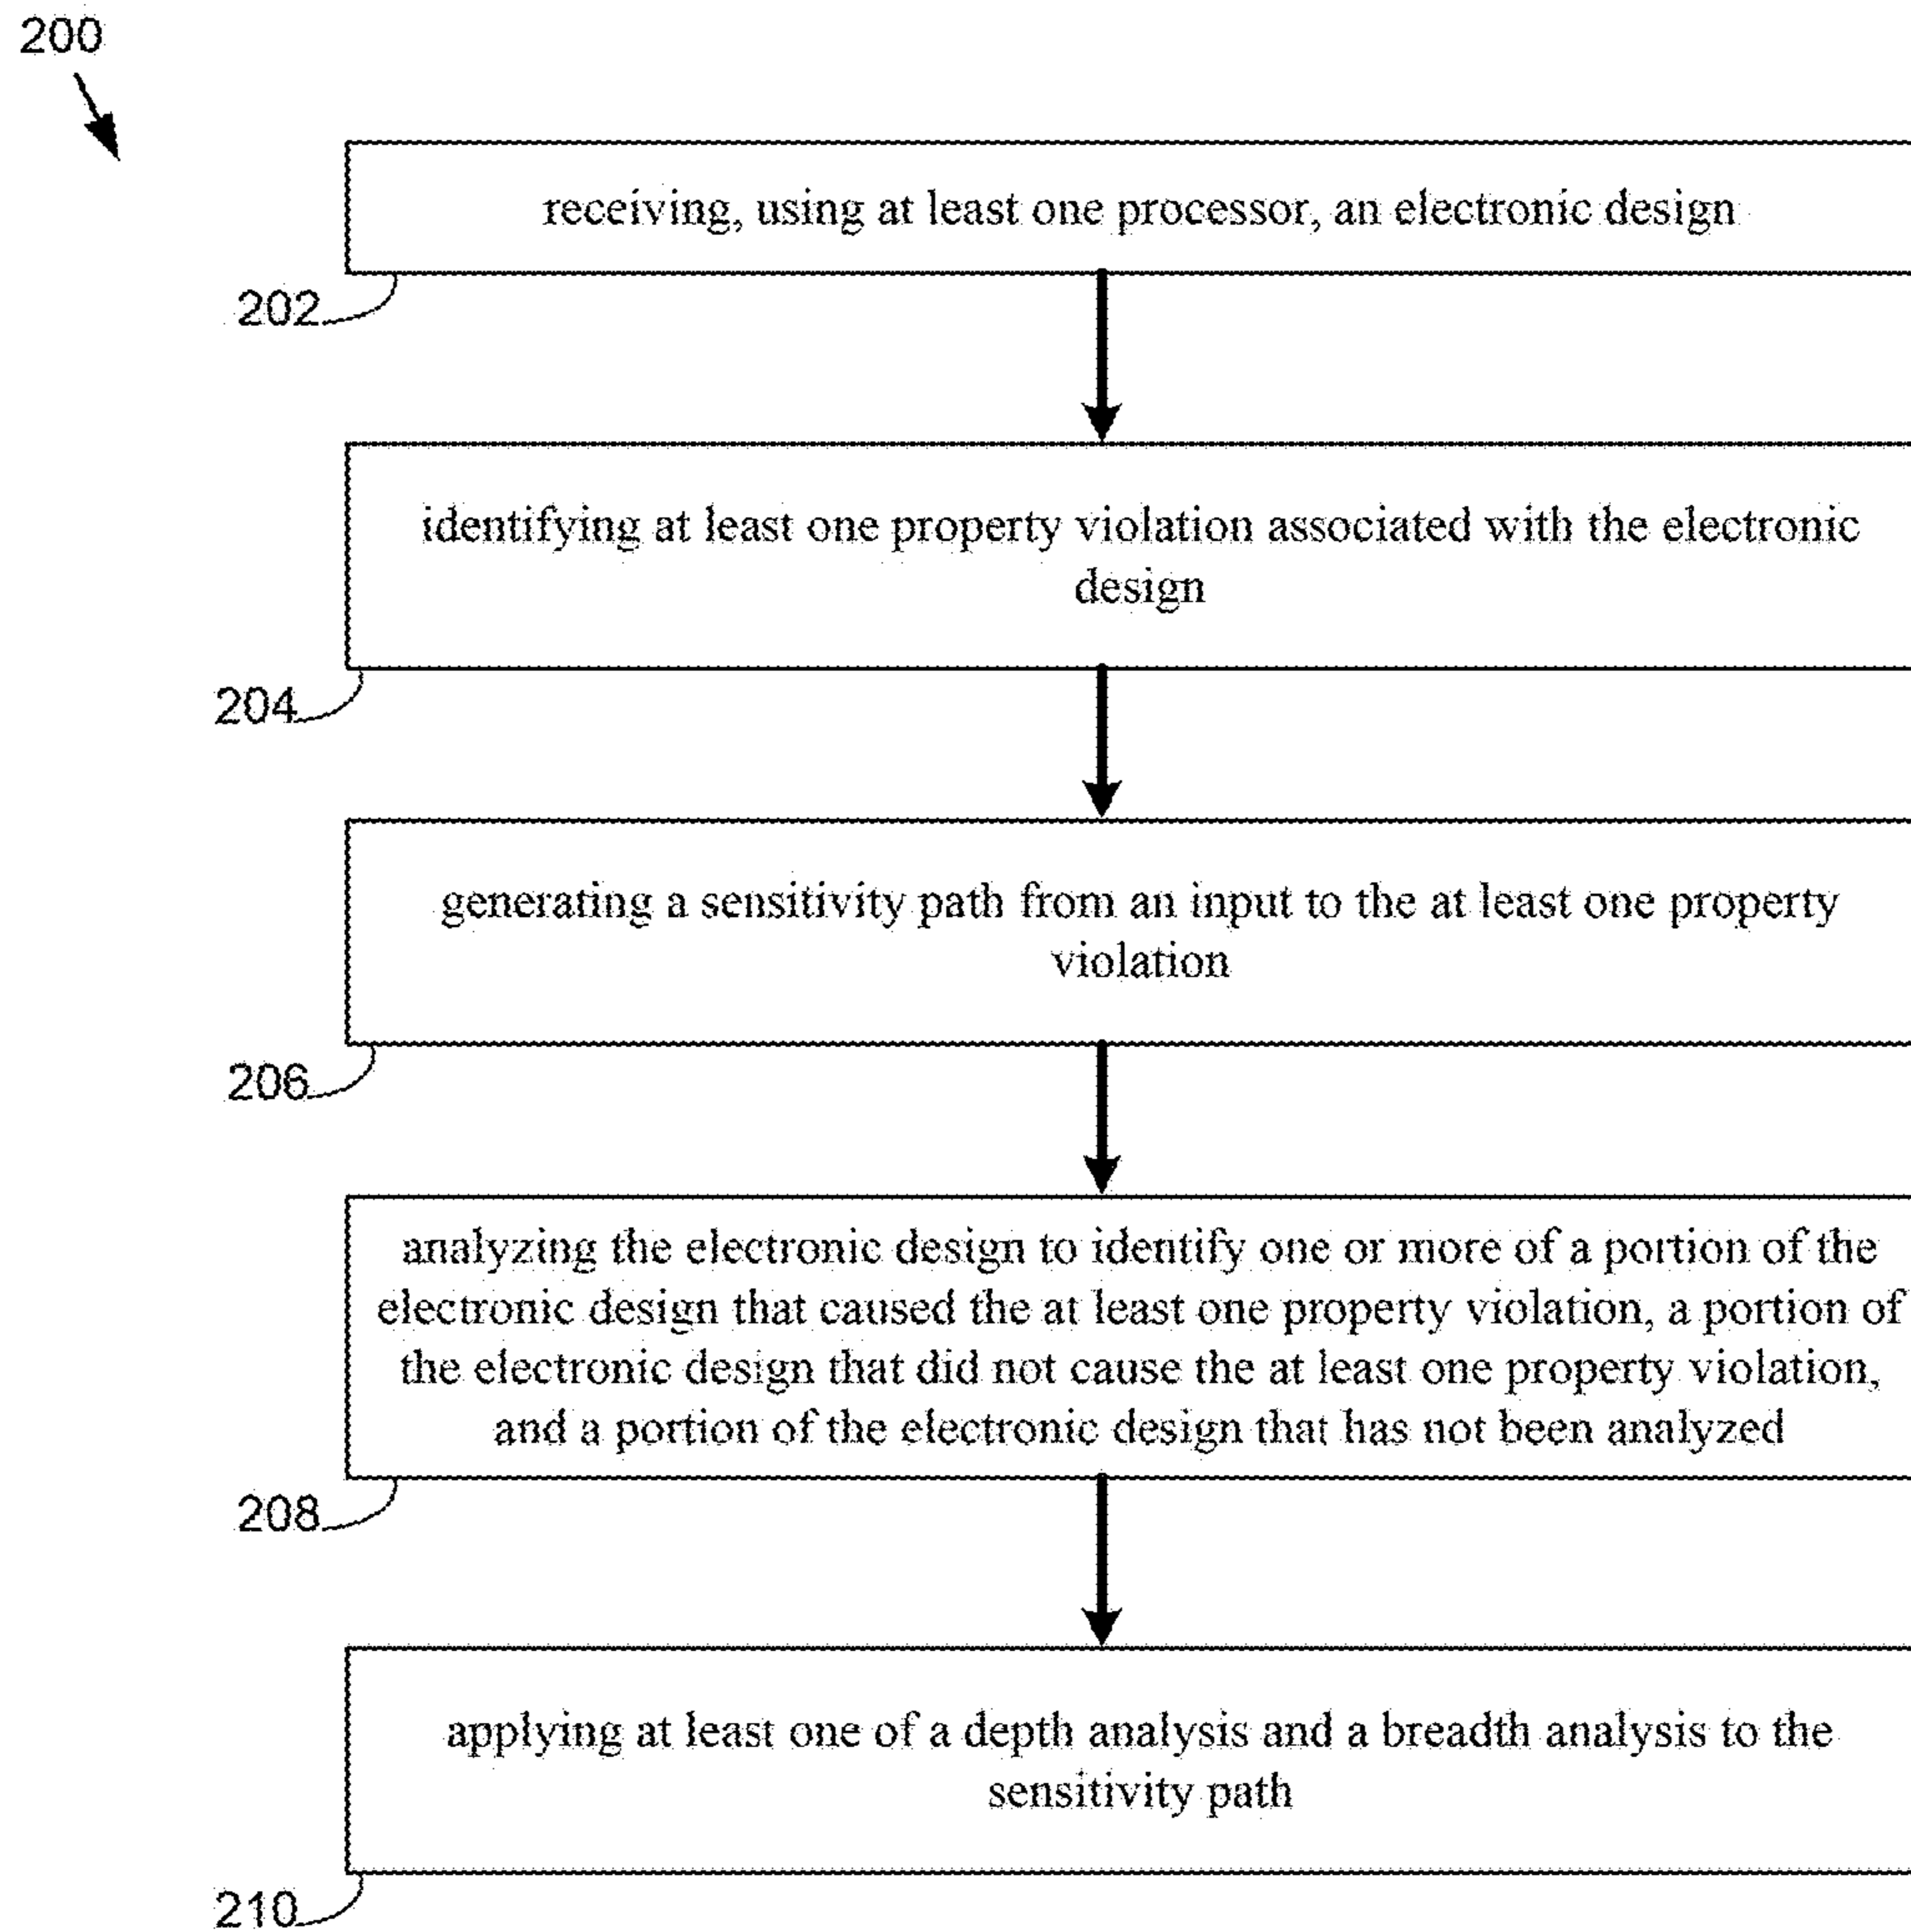 200
receiving, using at least one processor, an electronic design
202
identifying at least one property violation associated with the electronic
design
204
generating a sensitivity path from an input to the at least one property
violation
206
analyzing the electronic design to identify one or more of a portion of the
electronic design that caused the at least one property violation, a portion of
the electronic design that did not cause the at least one property violation,
and a portion of the electronic design that has not been analyzed
208
applying at least one of a depth analysis and a breadth analysis to the
sensitivity path
210